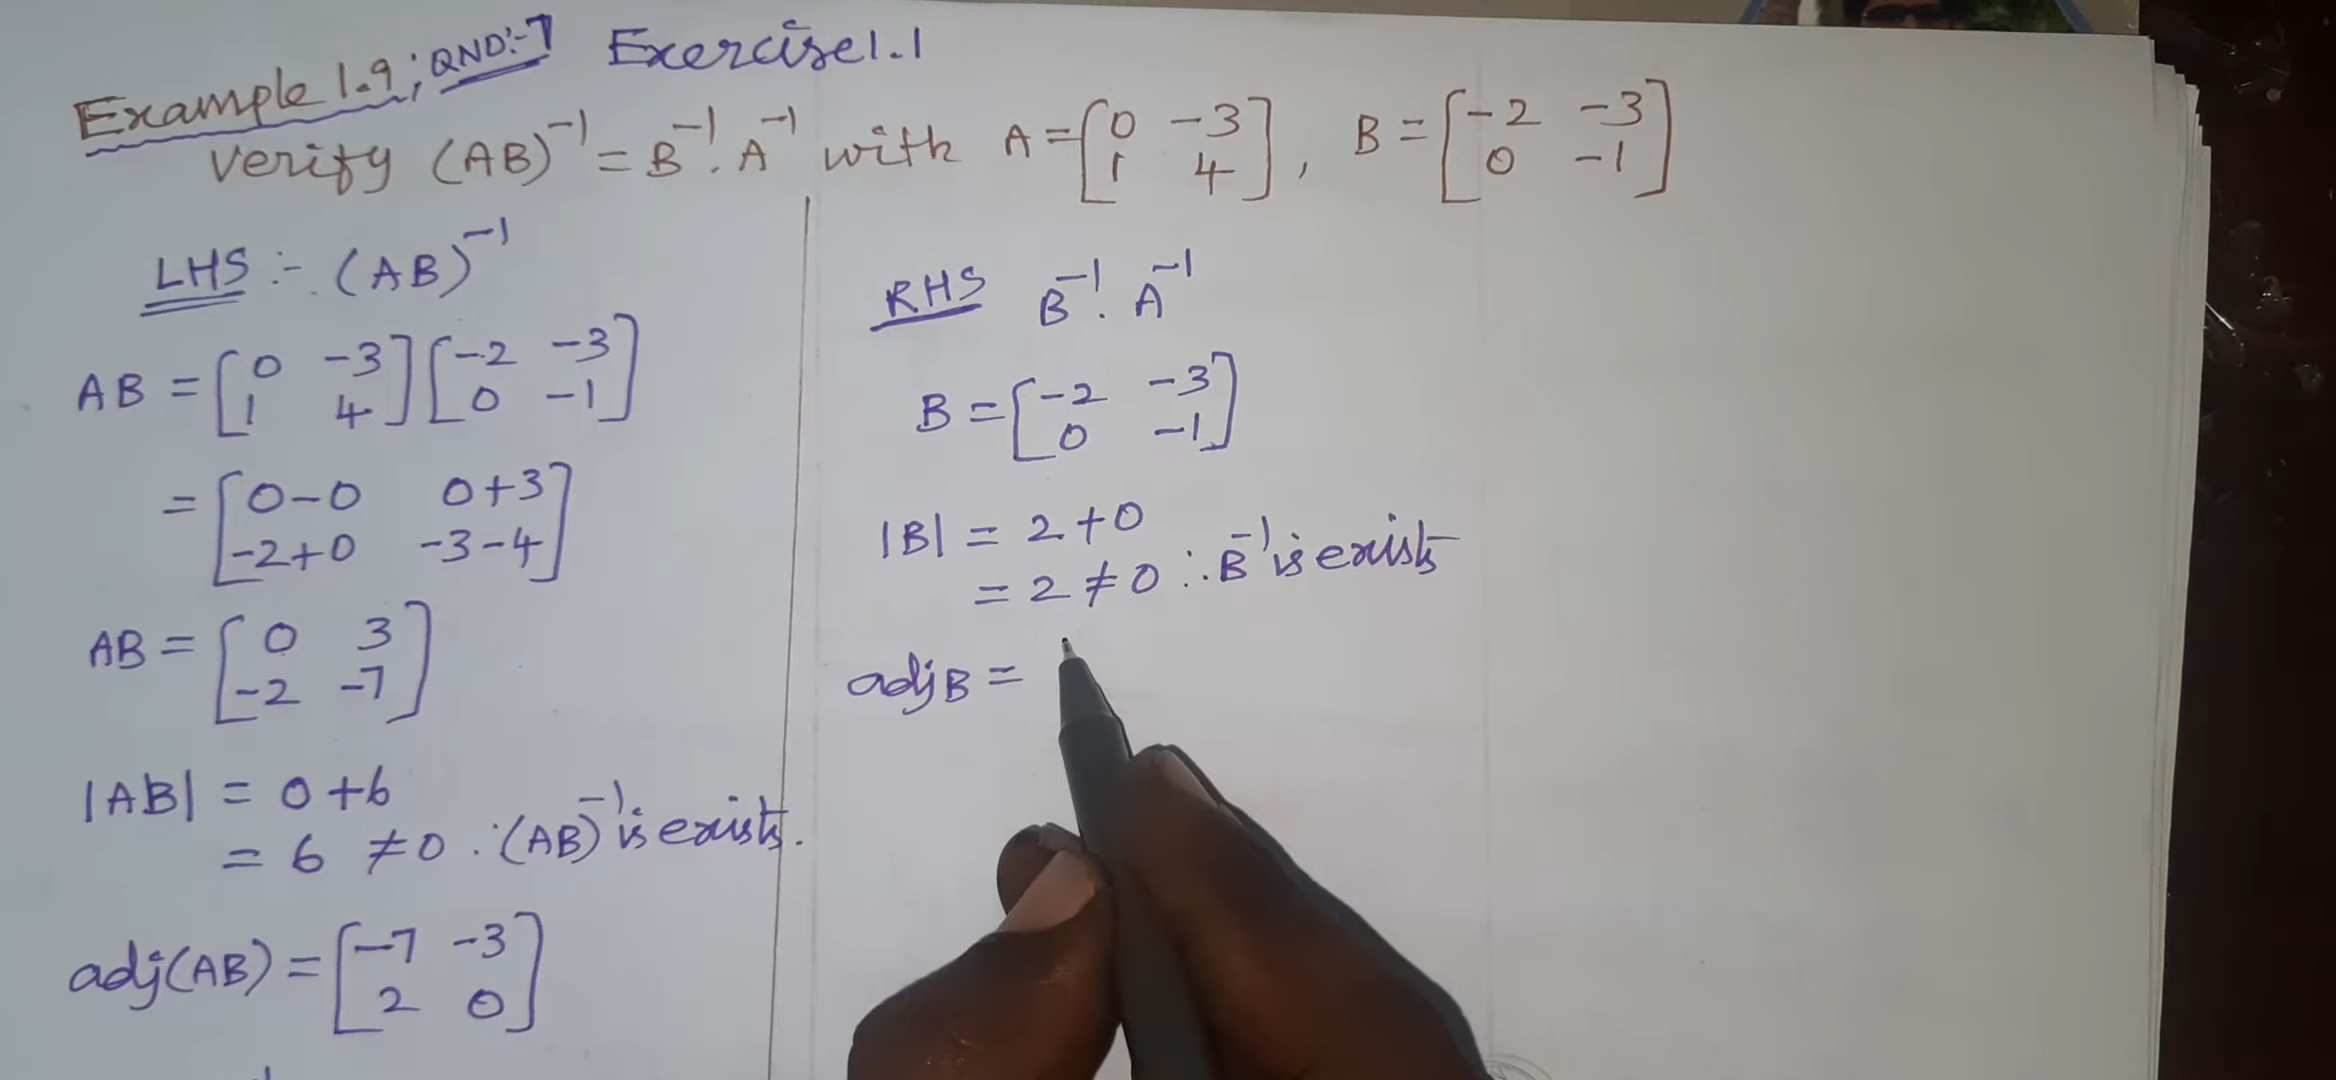 Example 1.9; QNO:-7 Exercise 1.1
Verify (AB)⁻¹ = B⁻¹. A⁻¹ with A = [0 -3; 1 4], B = [-2 -3; 0 -1]
LHS :- (AB)⁻¹
AB = [0 -3; 1 4] [-2 -3; 0 -1]
= [0-0 0+3; -2+0 -3-4]
AB = [0 3; -2 -7]
|AB| = 0+6
= 6 ≠ 0 ∴ (AB)⁻¹ is exists.
adj(AB) = [-7 -3; 2 0]
RHS B⁻¹. A⁻¹
B = [-2 -3; 0 -1]
|B| = 2+0
= 2 ≠ 0 ∴ B⁻¹ is exists
adj B =